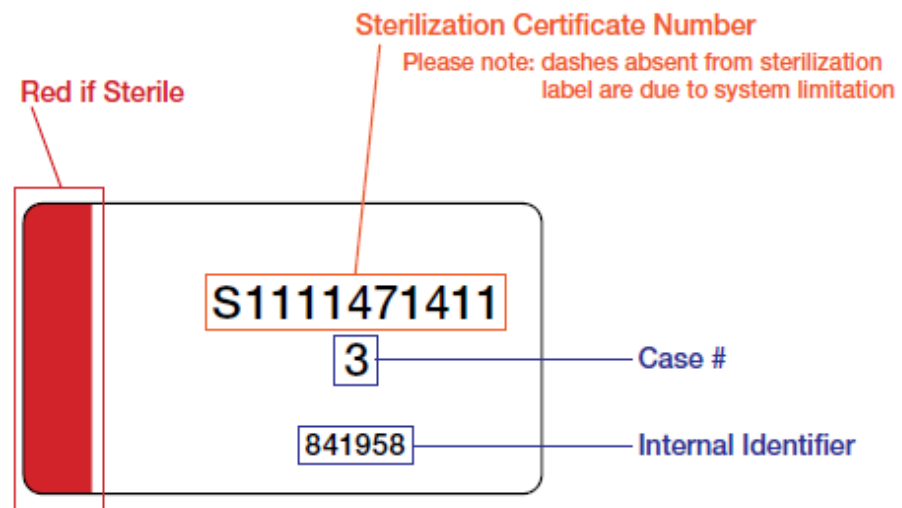 Sterilization Certificate Number
Please note: dashes absent from sterilization
label are due to system limitation
Red if Sterile
S1111471411
3
Case #
841958
Internal Identifier